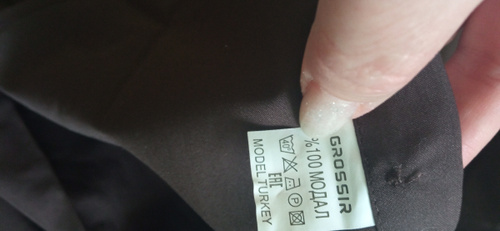 GROSSIR
%100 МОДАЛ
EAC
MODEL TURKEY